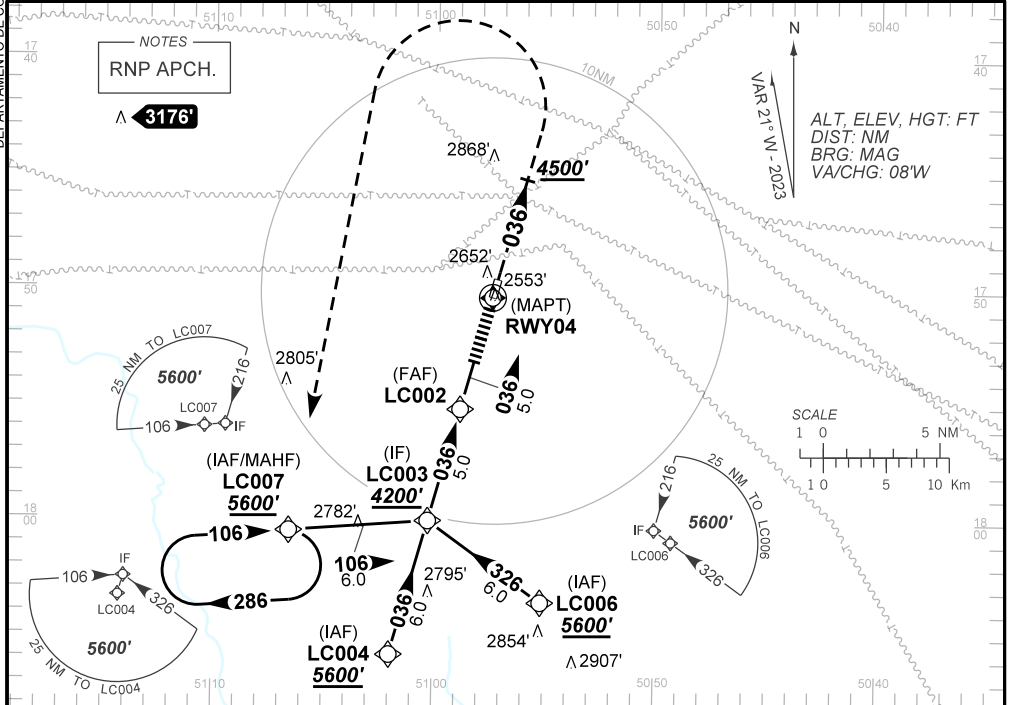 51 10
51 00
50 50
50 40
17 40
17 40
NOTES
RNP APCH.
3176'
10NM
N
VAR 21° W - 2023
ALT, ELEV, HGT: FT
DIST: NM
BRG: MAG
VA/CHG: 08'W
2868'
4500'
036
2652'
2553'
(MAPT)
RWY04
17 50
17 50
25 NM TO LC007
5600'
216
LC007
106
IF
2805'
(FAF)
LC002
036
5.0
SCALE
1 0 5 NM
1 0 5 10 Km
(IAF/MAHF)
LC007
5600'
(IF)
LC003
4200'
036
5.0
25 NM TO LC006
216
5600'
IF
LC006
326
18 00
18 00
2782'
106
106
6.0
286
2795'
036
6.0
326
6.0
(IAF)
LC006
5600'
2854'
2907'
IF
106
LC004
326
5600'
25 NM TO LC004
(IAF)
LC004
5600'
51 10
51 00
50 50
50 40